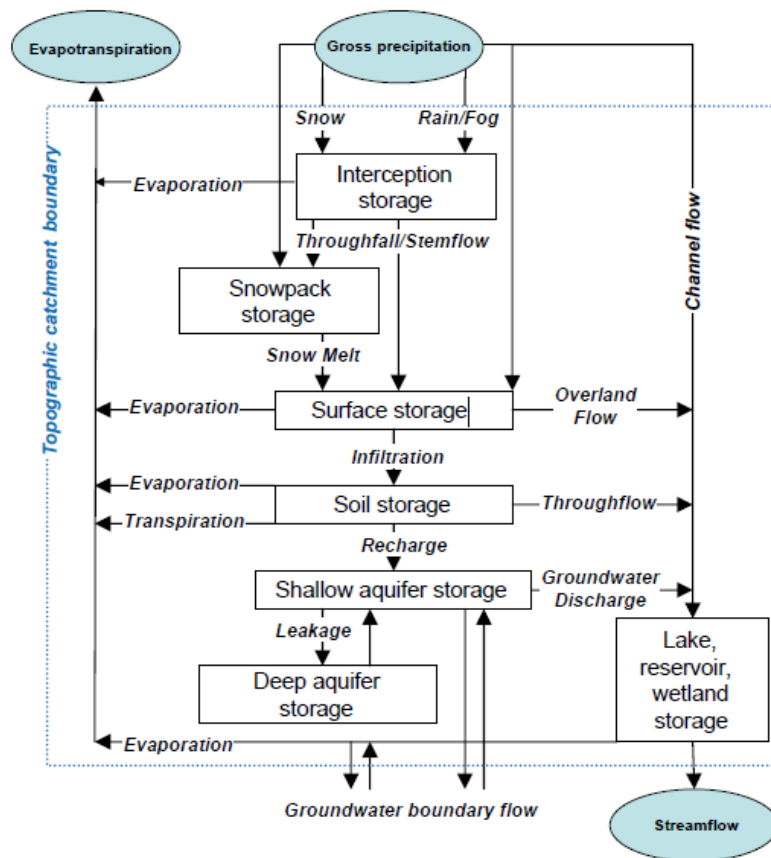 Evapotranspiration
Gross precipitation
Topographic catchment boundary
Snow
Rain/Fog
Evaporation
Interception
storage
Throughfall/Stemflow
Channel flow
Snowpack
storage
Snow Melt
Evaporation
Surface storage
Overland
Flow
Infiltration
Evaporation
Soil storage
Throughflow
Transpiration
Recharge
Shallow aquifer storage
Groundwater
Discharge
Leakage
Lake,
reservoir,
wetland
storage
Deep aquifer
storage
Evaporation
Groundwater boundary flow
Streamflow